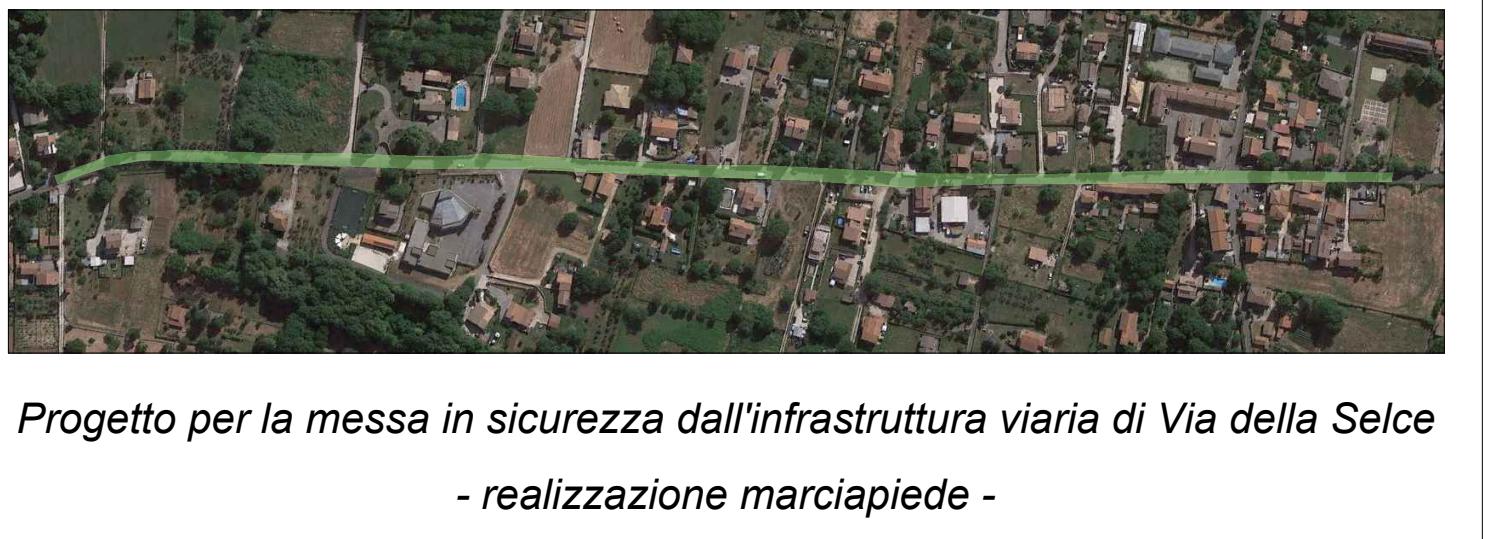 Progetto per la messa in sicurezza dall'infrastruttura viaria di Via della Selce
- realizzazione marciapiede -